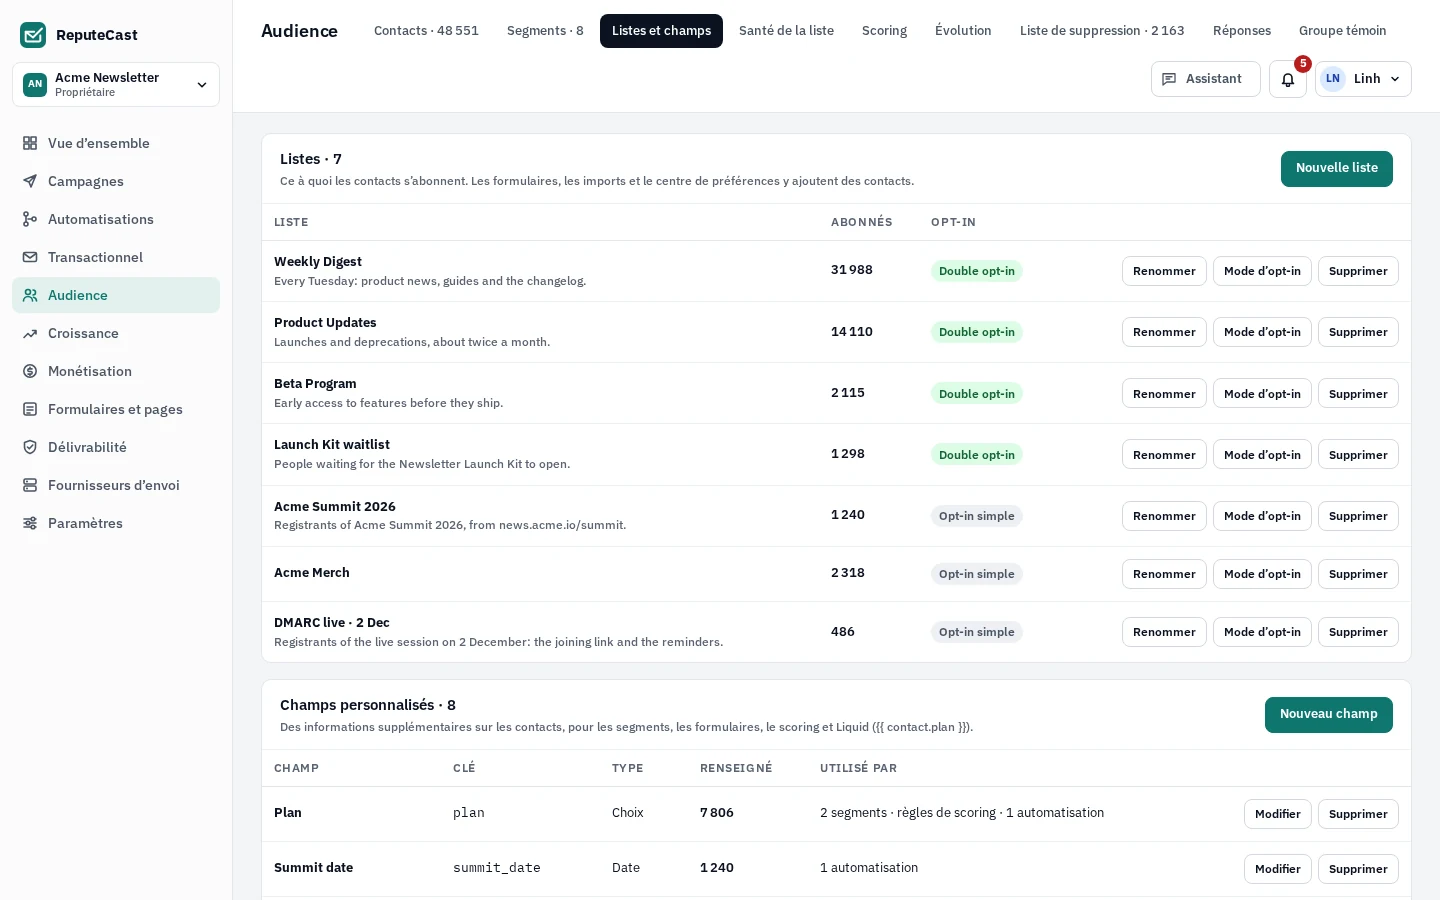 ReputeCast
AN
Acme Newsletter
Propriétaire
Vue d’ensemble
Campagnes
Automatisations
Transactionnel
Audience
Croissance
Monétisation
Formulaires et pages
Délivrabilité
Fournisseurs d’envoi
Paramètres
Audience
Contacts · 48 551
Segments · 8
Listes et champs
Santé de la liste
Scoring
Évolution
Liste de suppression · 2 163
Réponses
Groupe témoin
Assistant
5
LN
Linh
Listes · 7
Ce à quoi les contacts s’abonnent. Les formulaires, les imports et le centre de préférences y ajoutent des contacts.
Nouvelle liste
LISTE ABONNÉS OPT-IN
Weekly Digest
Every Tuesday: product news, guides and the changelog.
31 988 Double opt-in Renommer Mode d’opt-in Supprimer
Product Updates
Launches and deprecations, about twice a month.
14 110 Double opt-in Renommer Mode d’opt-in Supprimer
Beta Program
Early access to features before they ship.
2 115 Double opt-in Renommer Mode d’opt-in Supprimer
Launch Kit waitlist
People waiting for the Newsletter Launch Kit to open.
1 298 Double opt-in Renommer Mode d’opt-in Supprimer
Acme Summit 2026
Registrants of Acme Summit 2026, from news.acme.io/summit.
1 240 Opt-in simple Renommer Mode d’opt-in Supprimer
Acme Merch
2 318 Opt-in simple Renommer Mode d’opt-in Supprimer
DMARC live · 2 Dec
Registrants of the live session on 2 December: the joining link and the reminders.
486 Opt-in simple Renommer Mode d’opt-in Supprimer
Champs personnalisés · 8
Des informations supplémentaires sur les contacts, pour les segments, les formulaires, le scoring et Liquid ({{ contact.plan }}).
Nouveau champ
CHAMP CLÉ TYPE RENSEIGNÉ UTILISÉ PAR
Plan plan Choix 7 806 2 segments · règles de scoring · 1 automatisation Modifier Supprimer
Summit date summit_date Date 1 240 1 automatisation Modifier Supprimer